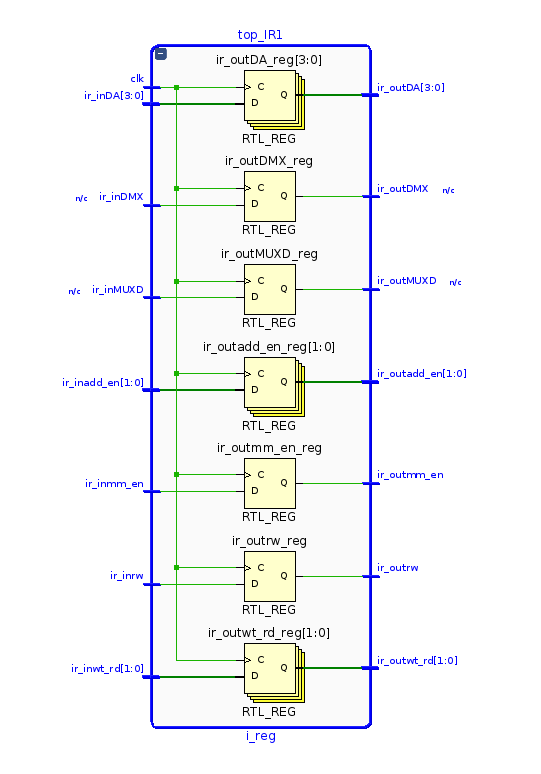 top_IR1
ir_outDA_reg[3:0]
clk
C
ir_inDA[3:0]
D
Q
ir_outDA[3:0]
RTL_REG
ir_outDMX_reg
C
n/c ir_inDMX
D
Q
ir_outDMX n/c
RTL_REG
ir_outMUXD_reg
C
n/c ir_inMUXD
D
Q
ir_outMUXD n/c
RTL_REG
ir_outadd_en_reg[1:0]
C
ir_inadd_en[1:0]
D
Q
ir_outadd_en[1:0]
RTL_REG
ir_outmm_en_reg
C
ir_inmm_en
D
Q
ir_outmm_en
RTL_REG
ir_outrw_reg
C
ir_inrw
D
Q
ir_outrw
RTL_REG
ir_outwt_rd_reg[1:0]
C
ir_inwt_rd[1:0]
D
Q
ir_outwt_rd[1:0]
RTL_REG
i_reg